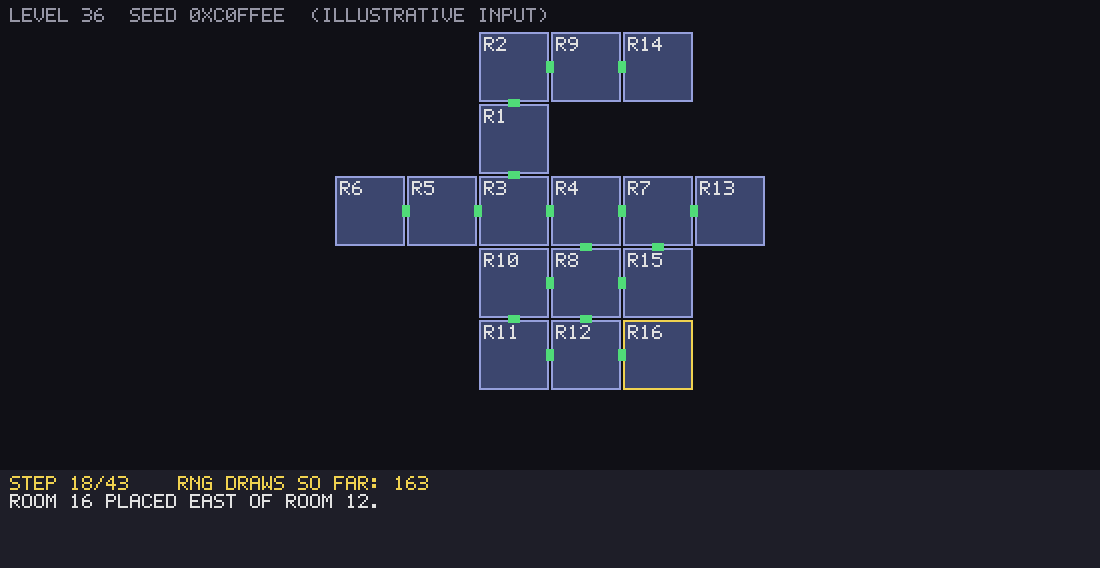 LEVEL 36  SEED 0XC0FFEE  (ILLUSTRATIVE INPUT)
R2 R9 R14
R1
R6 R5 R3 R4 R7 R13
R10 R8 R15
R11 R12 R16
STEP 18/43    RNG DRAWS SO FAR: 163
ROOM 16 PLACED EAST OF ROOM 12.